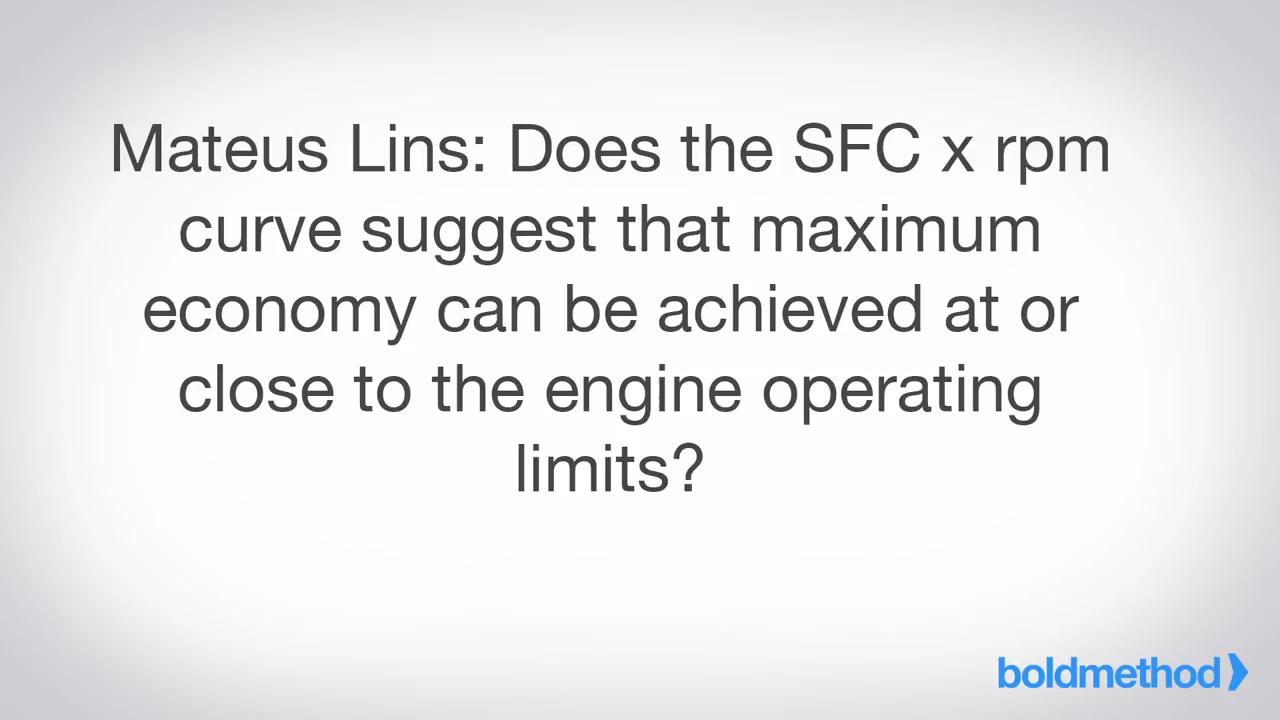 Mateus Lins: Does the SFC x rpm
curve suggest that maximum
economy can be achieved at or
close to the engine operating
limits?
boldmethod